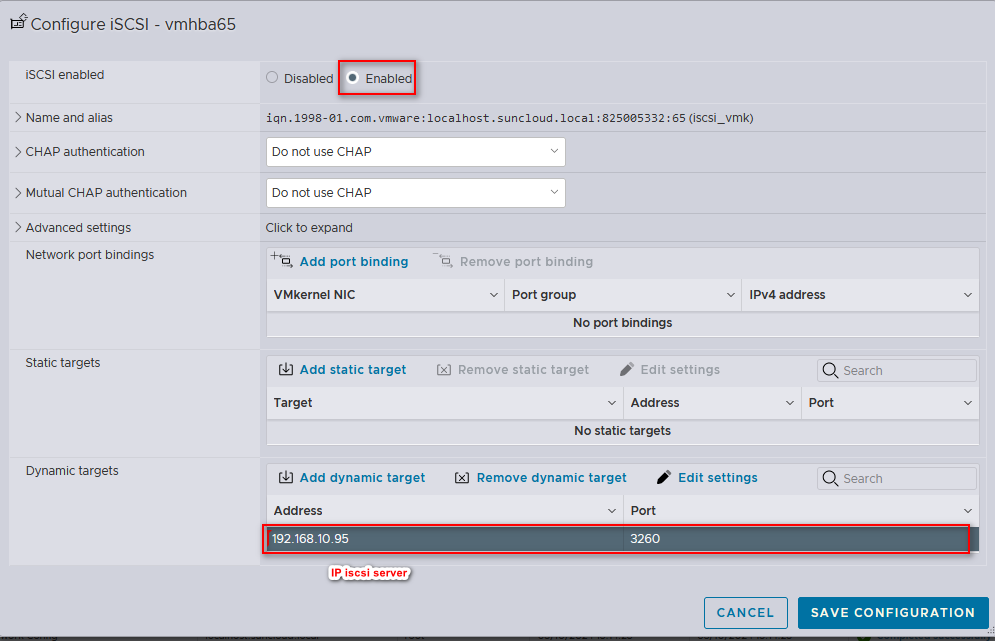 Configure iSCSI - vmhba65
iSCSI enabled
Disabled Enabled
Name and alias
iqn.1998-01.com.vmware:localhost.suncloud.local:825005332:65 (iscsi_vmk)
CHAP authentication
Do not use CHAP
Mutual CHAP authentication
Do not use CHAP
Advanced settings
Click to expand
Network port bindings
Add port binding Remove port binding
VMkernel NIC Port group IPv4 address
No port bindings
Static targets
Add static target Remove static target Edit settings Search
Target Address Port
No static targets
Dynamic targets
Add dynamic target Remove dynamic target Edit settings Search
Address Port
192.168.10.95 3260
IP iscsi server
CANCEL SAVE CONFIGURATION